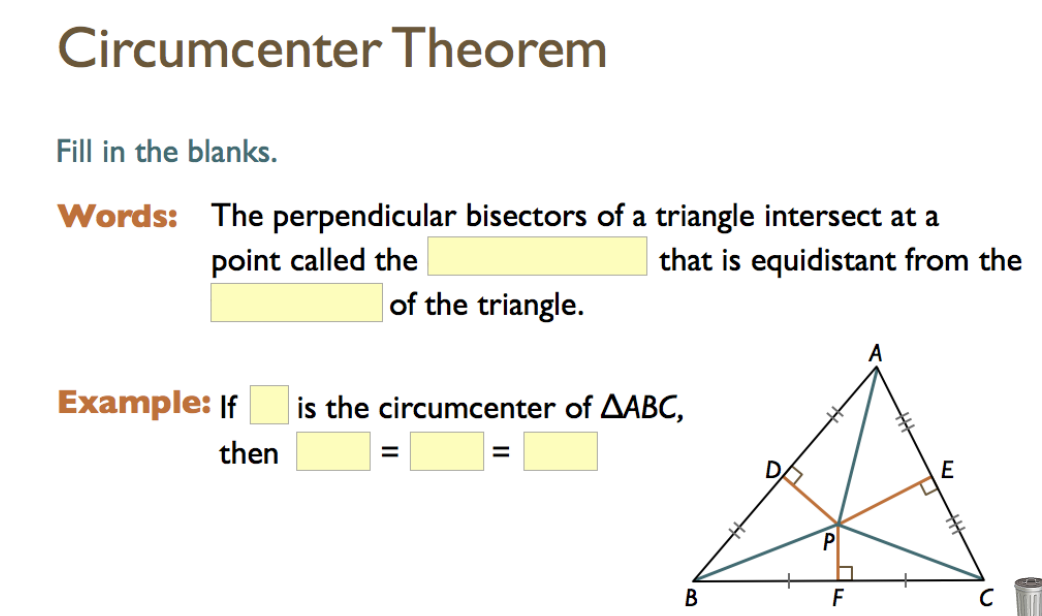 Circumcenter Theorem
Fill in the blanks.
Words: The perpendicular bisectors of a triangle intersect at a
point called the that is equidistant from the
of the triangle.
Example: If is the circumcenter of ΔABC,
then = =
A
D
E
P
B
F
C